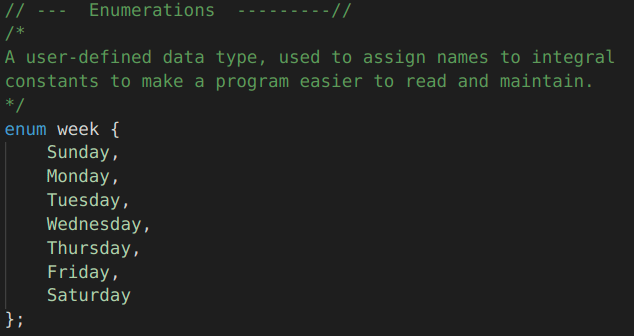 // ---  Enumerations  ---------//
/*
A user-defined data type, used to assign names to integral
constants to make a program easier to read and maintain.
*/
enum week {
    Sunday,
    Monday,
    Tuesday,
    Wednesday,
    Thursday,
    Friday,
    Saturday
};